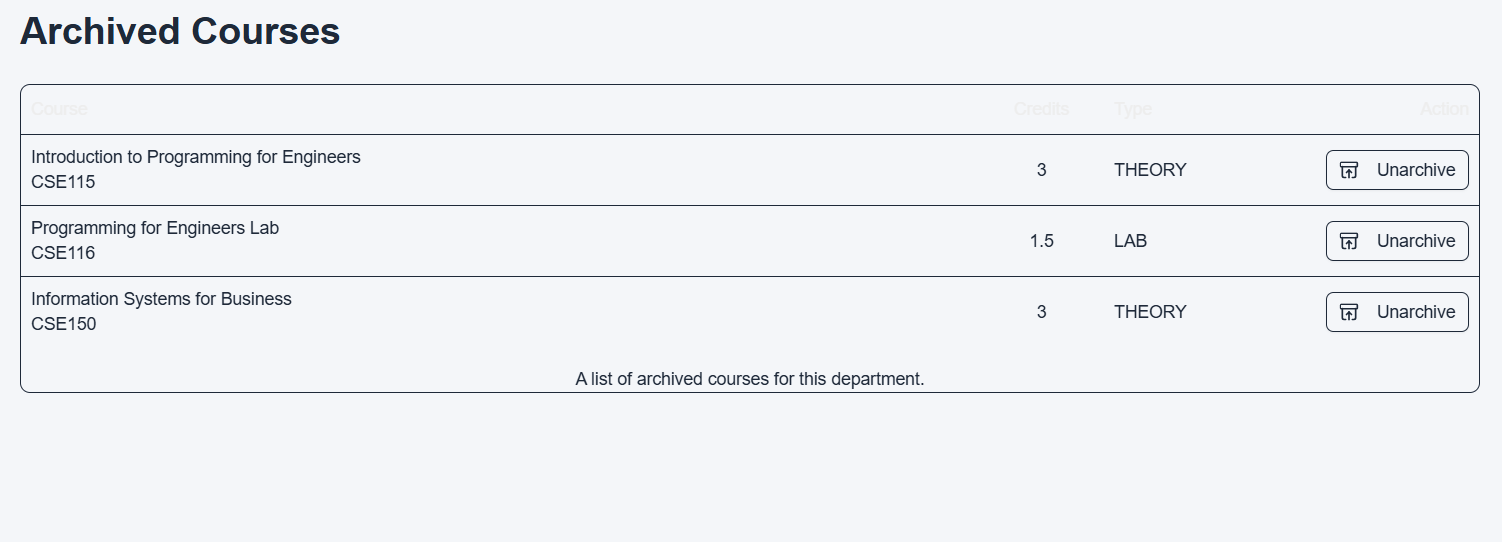 Archived Courses
Course Credits Type Action
Introduction to Programming for Engineers
CSE115
3 THEORY Unarchive
Programming for Engineers Lab
CSE116
1.5 LAB Unarchive
Information Systems for Business
CSE150
3 THEORY Unarchive
A list of archived courses for this department.